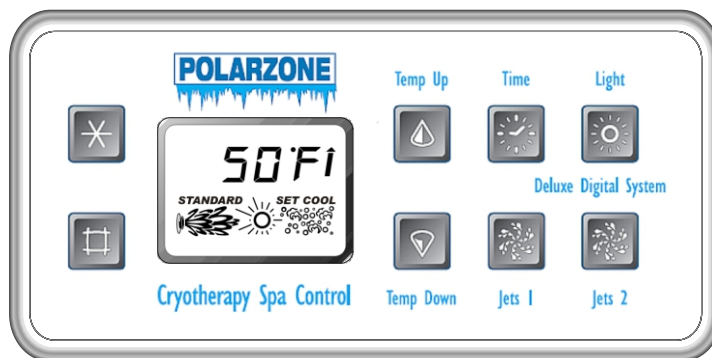 POLARZONE
Temp Up
Time
Light
50°F
STANDARD
SET COOL
Deluxe Digital System
Cryotherapy Spa Control
Temp Down
Jets 1
Jets 2